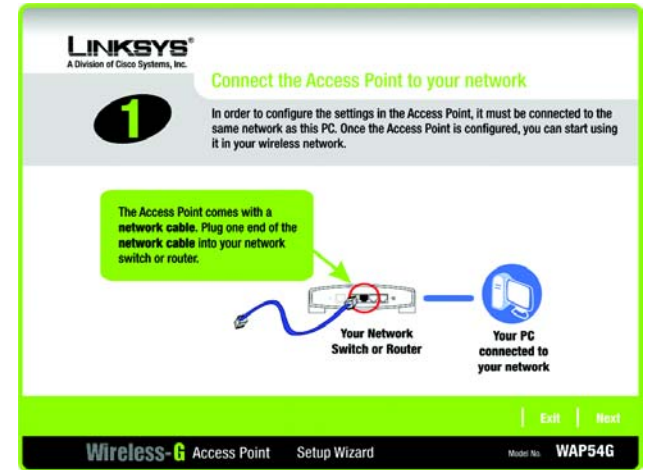 LINKSYS®
A Division of Cisco Systems, Inc.
Connect the Access Point to your network
1
In order to configure the settings in the Access Point, it must be connected to the
same network as this PC. Once the Access Point is configured, you can start using
it in your wireless network.
The Access Point comes with a
network cable. Plug one end of the
network cable into your network
switch or router.
Your Network
Switch or Router
Your PC
connected to
your network
Exit | Next
Wireless-G Access Point Setup Wizard Model No. WAP54G